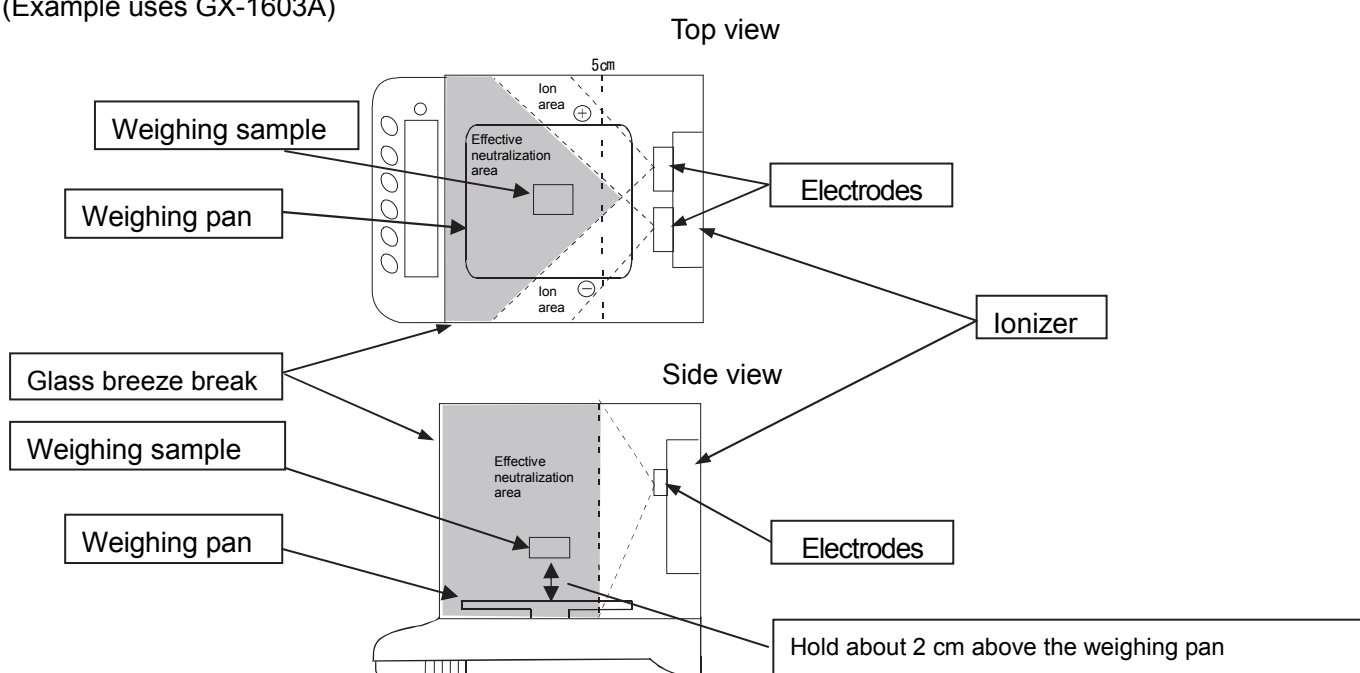 (Example uses GX-1603A)
Top view
5cm
Ion
area
+
Weighing sample
Effective
neutralization
area
Electrodes
Weighing pan
Ion
area
−
Ionizer
Glass breeze break
Side view
Weighing sample
Effective
neutralization
area
Weighing pan
Electrodes
Hold about 2 cm above the weighing pan